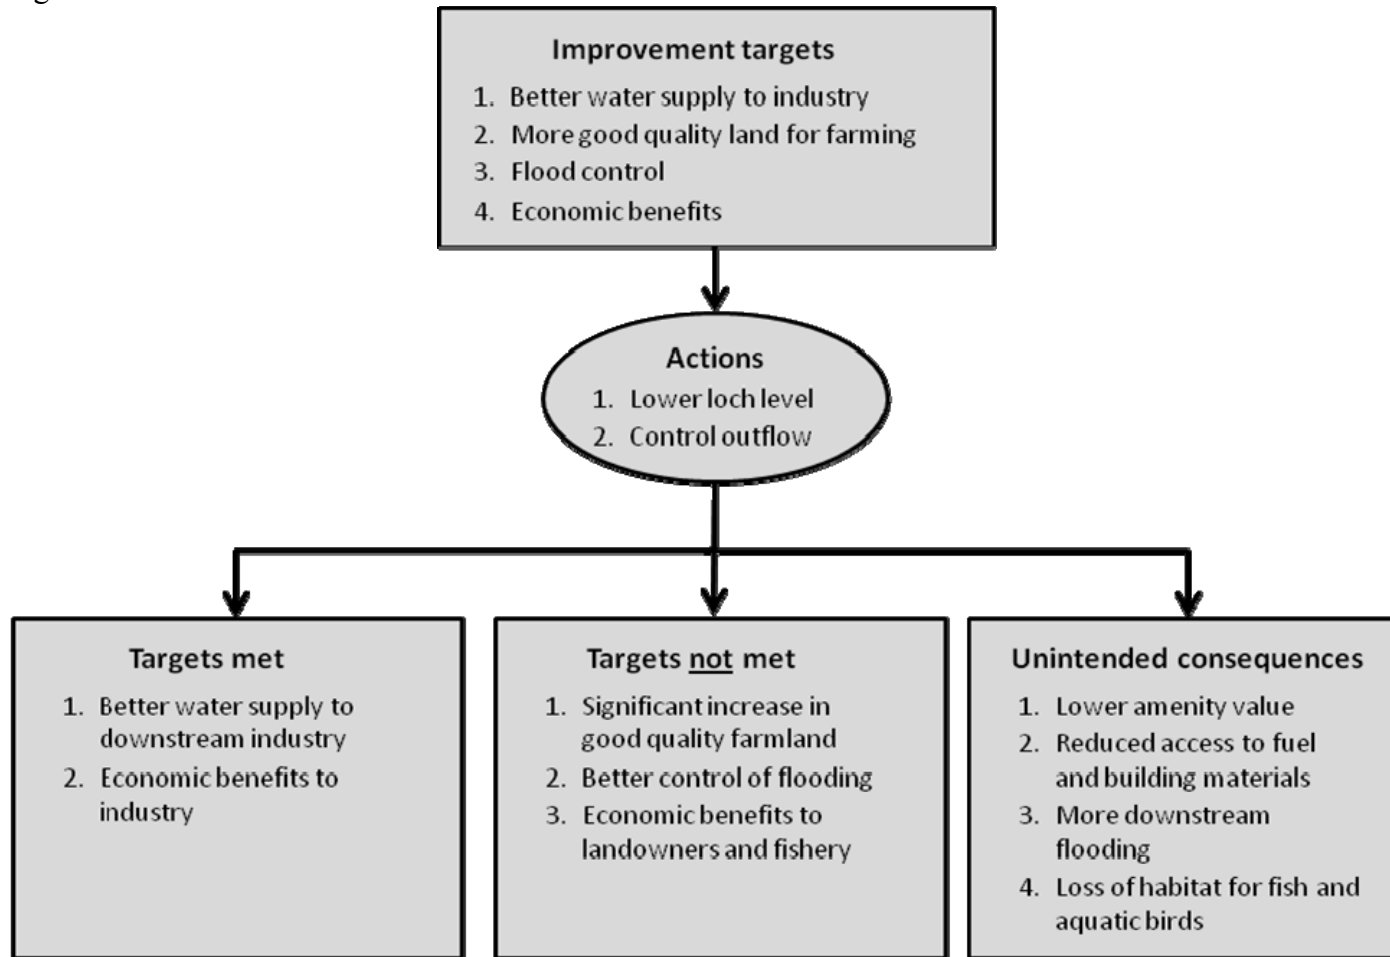 Improvement targets
1. Better water supply to industry
2. More good quality land for farming
3. Flood control
4. Economic benefits
Actions
1. Lower loch level
2. Control outflow
Targets met
1. Better water supply to
downstream industry
2. Economic benefits to
industry
Targets not met
1. Significant increase in
good quality farmland
2. Better control of flooding
3. Economic benefits to
landowners and fishery
Unintended consequences
1. Lower amenity value
2. Reduced access to fuel
and building materials
3. More downstream
flooding
4. Loss of habitat for fish and
aquatic birds